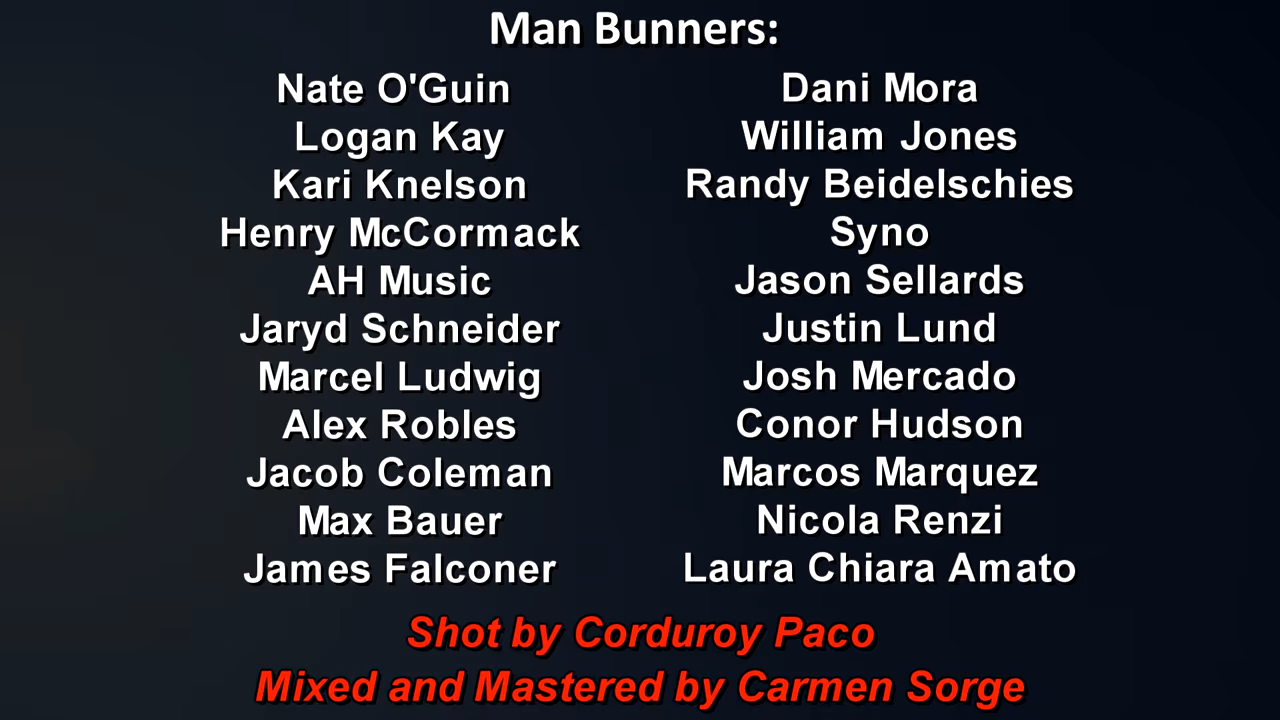 Man Bunners:
Nate O'Guin
Logan Kay
Kari Knelson
Henry McCormack
AH Music
Jaryd Schneider
Marcel Ludwig
Alex Robles
Jacob Coleman
Max Bauer
James Falconer
Dani Mora
William Jones
Randy Beidelschies
Syno
Jason Sellards
Justin Lund
Josh Mercado
Conor Hudson
Marcos Marquez
Nicola Renzi
Laura Chiara Amato
Shot by Corduroy Paco
Mixed and Mastered by Carmen Sorge